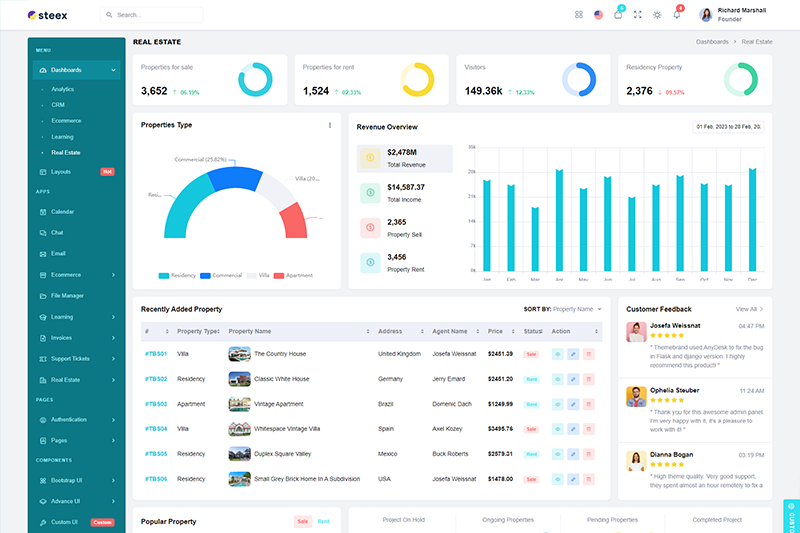 steex
Search...
5
4
Richard Marshall
Founder
MENU
Dashboards
Analytics
CRM
Ecommerce
Learning
Real Estate
Layouts
Hot
APPS
Calendar
Chat
Email
Ecommerce
File Manager
Learning
Invoices
Support Tickets
Real Estate
PAGES
Authentication
Pages
COMPONENTS
Bootstrap UI
Advance UI
Custom UI
Custom
REAL ESTATE
Dashboards > Real Estate
Properties for sale
3,652 ↑ 06.19%
Properties for rent
1,524 ↑ 02.33%
Visitors
149.36k ↑ 12.33%
Residency Property
2,376 ↓ 09.57%
Properties Type
Commercial (25.82%)
Villa (20...
Resi...
Residency Commercial Villa Apartment
Revenue Overview
01 Feb, 2023 to 28 Feb, 202
$2,478M
Total Revenue
$14,587.37
Total Income
2,365
Property Sell
3,456
Property Rent
35k
28k
21k
14k
7k
0k
Jan Feb Mar Apr May Jun Jul Aug Sep Oct Nov Dec
Recently Added Property
SORT BY: Property Name
# Property Type Property Name Address Agent Name Price Status Action
#TBS01 Villa The Country House United Kingdom Josefa Weissnat $2451.39 Sale
#TBS02 Residency Classic White House Germany Jerry Emard $2451.20 Rent
#TBS03 Apartment Vintage Apartment Brazil Domenic Dach $1249.99 Rent
#TBS04 Villa Whitespace Vintage Villa Spain Axel Kozey $3495.76 Sale
#TBS05 Residency Duplex Square Valley Mexico Buck Roberts $2579.31 Rent
#TBS06 Residency Small Grey Brick Home In A Subdivision USA Josefa Weissnat $1478.00 Sale
Customer Feedback
View All >
Josefa Weissnat 04:47 PM
" Themebrand used AnyDesk to fix the bug
in Flask and django version. I highly
recommend this product! "
Ophelia Steuber 11:24 AM
" Thank you for this awesome admin panel.
I'm very happy with it, it's a pleasure to
work with it! "
Dianna Bogan 03:19 PM
" High theme quality. Very good support,
they spent almost an hour remotely to fix a
Popular Property
Sale Rent
Project On Hold
Ongoing Properties
Pending Properties
Completed Project
CUSTO